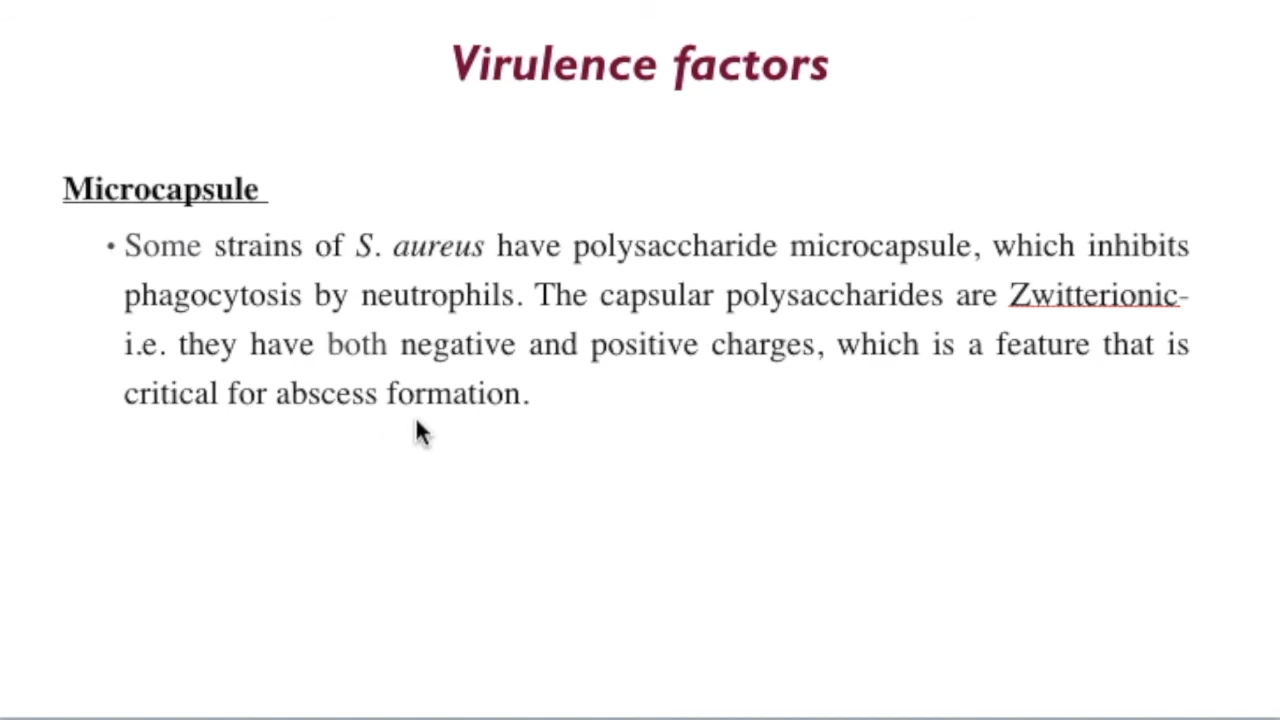 Virulence factors
Microcapsule
• Some strains of S. aureus have polysaccharide microcapsule, which inhibits
phagocytosis by neutrophils. The capsular polysaccharides are Zwitterionic-
i.e. they have both negative and positive charges, which is a feature that is
critical for abscess formation.